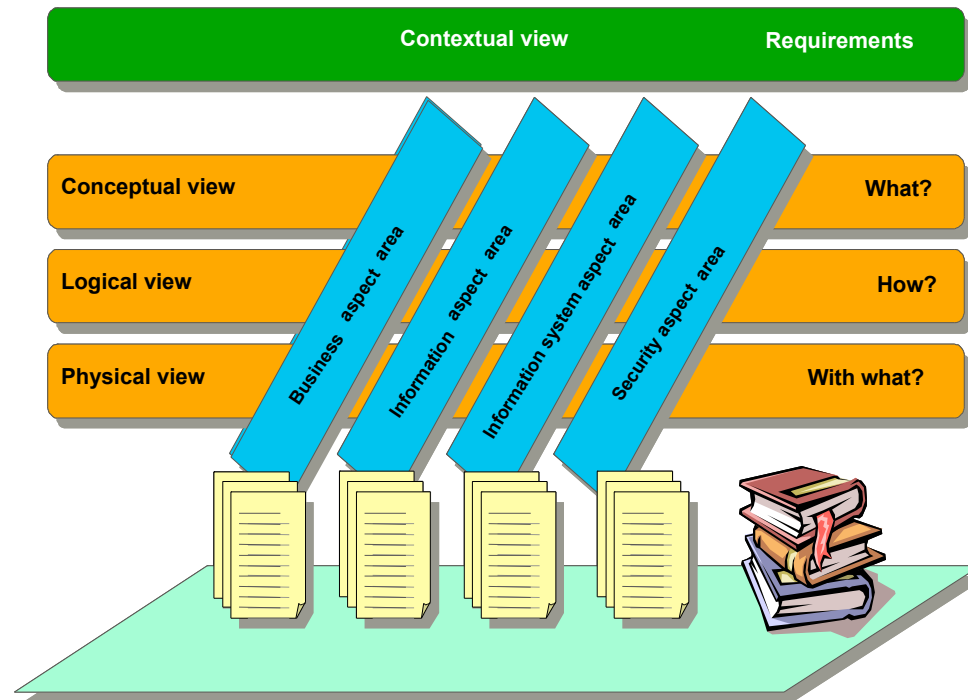 Contextual view
Requirements
Conceptual view
What?
Logical view
How?
Physical view
With what?
Business aspect area
Information aspect area
Information system aspect area
Security aspect area